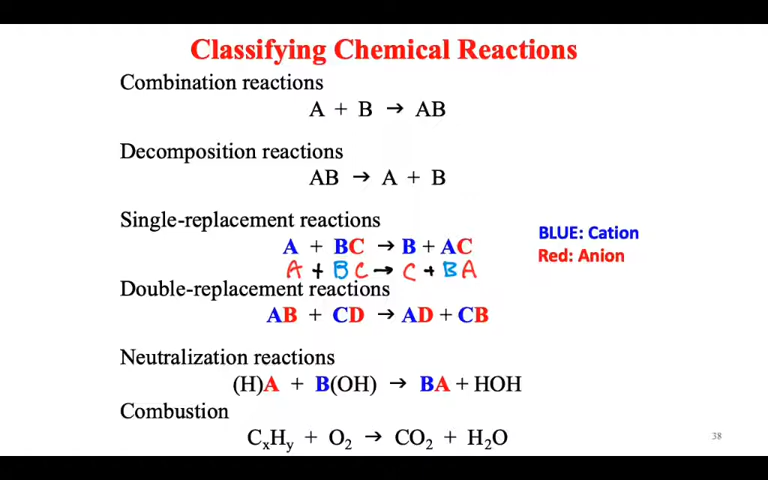 Classifying Chemical Reactions
Combination reactions
A + B → AB
Decomposition reactions
AB → A + B
Single-replacement reactions
A + BC → B + AC
A + BC → C + BA
BLUE: Cation
Red: Anion
Double-replacement reactions
AB + CD → AD + CB
Neutralization reactions
(H)A + B(OH) → BA + HOH
Combustion
CₓHᵧ + O₂ → CO₂ + H₂O
38